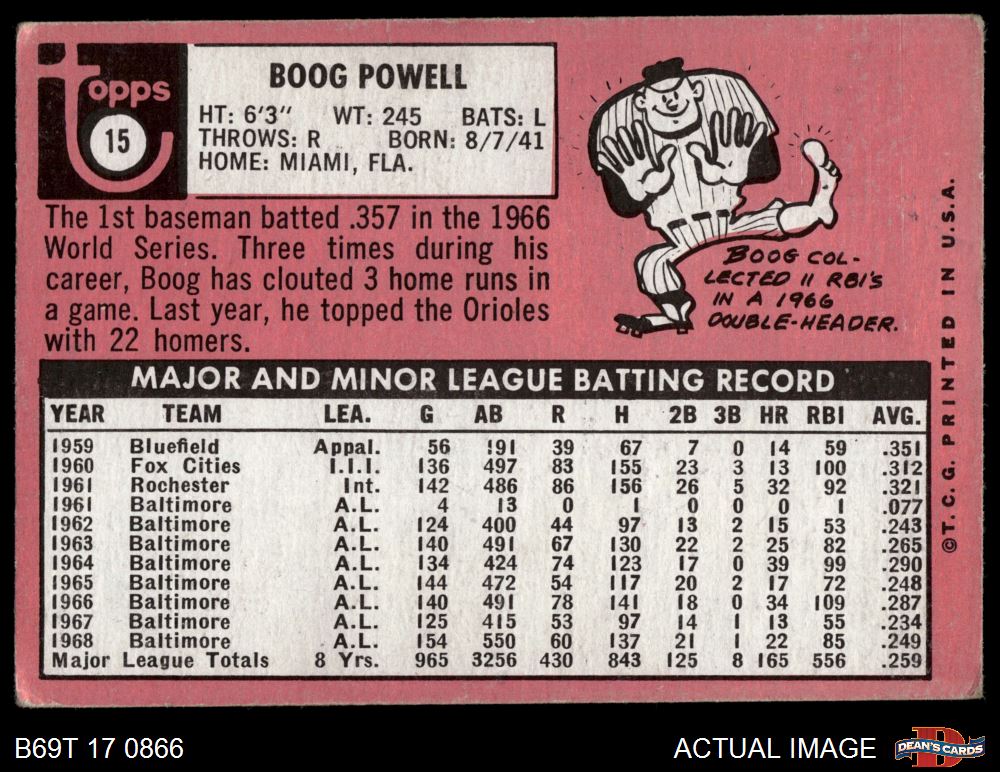 Topps
15
BOOG POWELL
HT: 6'3" WT: 245 BATS: L
THROWS: R BORN: 8/7/41
HOME: MIAMI, FLA.
The 1st baseman batted .357 in the 1966
World Series. Three times during his
career, Boog has clouted 3 home runs in
a game. Last year, he topped the Orioles
with 22 homers.
BOOG COL-
LECTED 11 RBI'S
IN A 1966
DOUBLE-HEADER.
©T.C.G. PRINTED IN U.S.A.
MAJOR AND MINOR LEAGUE BATTING RECORD
YEAR TEAM LEA. G AB R H 2B 3B HR RBI AVG.
1959 Bluefield Appal. 56 191 39 67 7 0 14 59 .351
1960 Fox Cities I.I.I. 136 497 83 155 23 3 13 100 .312
1961 Rochester Int. 142 486 86 156 26 5 32 92 .321
1961 Baltimore A.L. 4 13 0 1 0 0 0 1 .077
1962 Baltimore A.L. 124 400 44 97 13 2 15 53 .243
1963 Baltimore A.L. 140 491 67 130 22 2 25 82 .265
1964 Baltimore A.L. 134 424 74 123 17 0 39 99 .290
1965 Baltimore A.L. 144 472 54 117 20 2 17 72 .248
1966 Baltimore A.L. 140 491 78 141 18 0 34 109 .287
1967 Baltimore A.L. 125 415 53 97 14 1 13 55 .234
1968 Baltimore A.L. 154 550 60 137 21 1 22 85 .249
Major League Totals 8 Yrs. 965 3256 430 843 125 8 165 556 .259
B69T 17 0866
ACTUAL IMAGE
DEAN'S CARDS